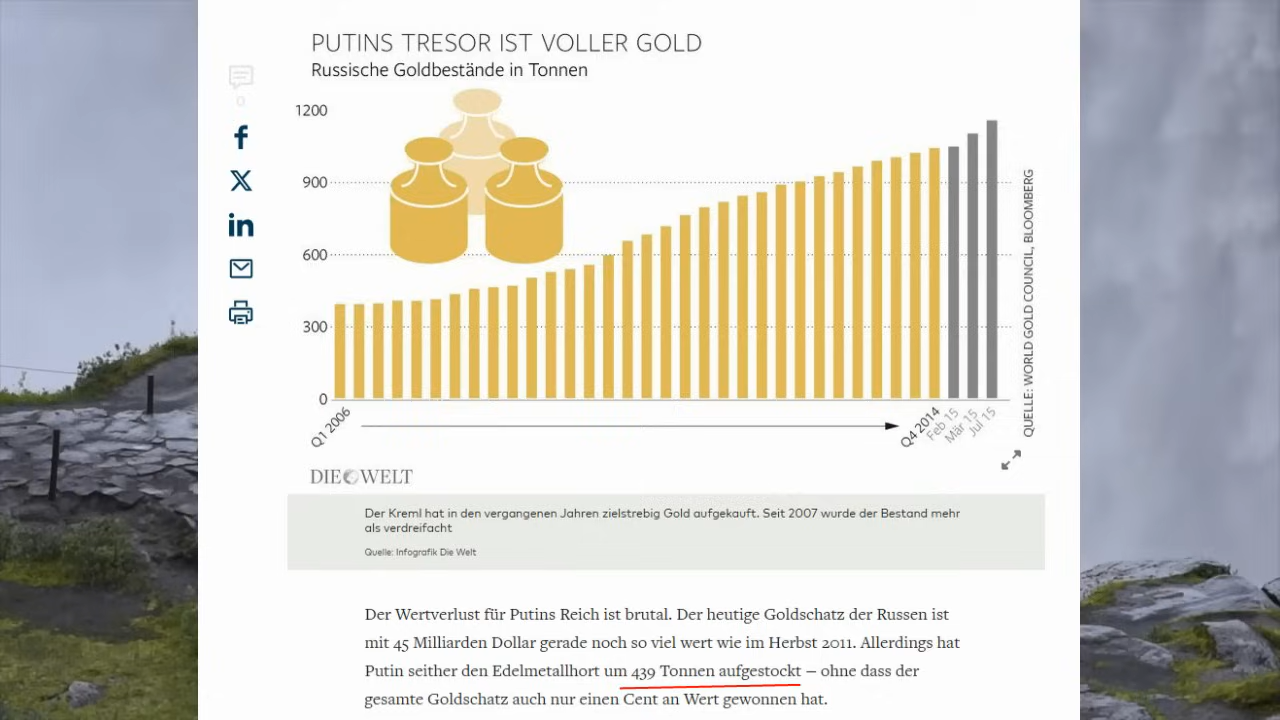 PUTINS TRESOR IST VOLLER GOLD
Russische Goldbestände in Tonnen
0
1200
900
600
300
0
Q1 2006
Q4 2014
Feb 15
Mär 15
Jul 15
QUELLE: WORLD GOLD COUNCIL, BLOOMBERG
DIE WELT
Der Kreml hat in den vergangenen Jahren zielstrebig Gold aufgekauft. Seit 2007 wurde der Bestand mehr
als verdreifacht
Quelle: Infografik Die Welt
Der Wertverlust für Putins Reich ist brutal. Der heutige Goldschatz der Russen ist
mit 45 Milliarden Dollar gerade noch so viel wert wie im Herbst 2011. Allerdings hat
Putin seither den Edelmetallhort um 439 Tonnen aufgestockt – ohne dass der
gesamte Goldschatz auch nur einen Cent an Wert gewonnen hat.